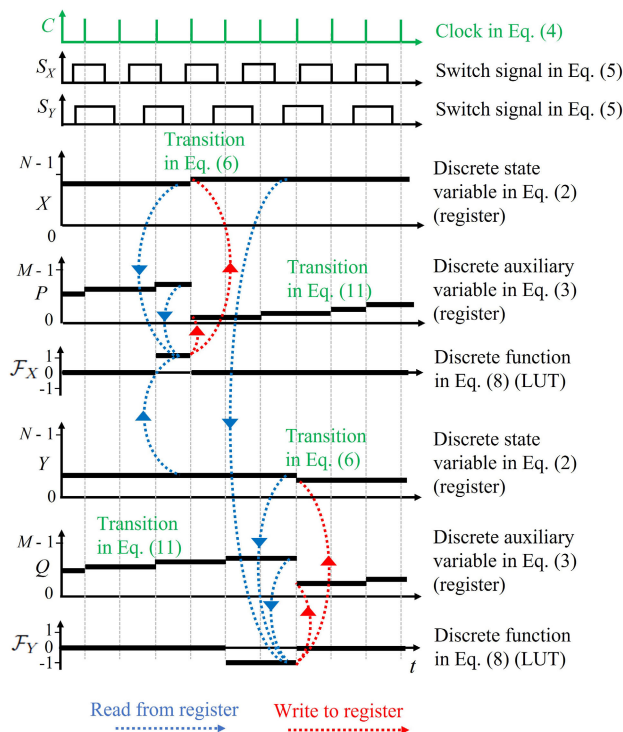 C
Clock in Eq. (4)
S_X
Switch signal in Eq. (5)
S_Y
Switch signal in Eq. (5)
Transition
in Eq. (6)
N - 1
X
0
Discrete state
variable in Eq. (2)
(register)
M - 1
P
0
Transition
in Eq. (11)
Discrete auxiliary
variable in Eq. (3)
(register)
ℱ_X
1
0
-1
Discrete function
in Eq. (8) (LUT)
N - 1
Y
0
Transition
in Eq. (6)
Discrete state
variable in Eq. (2)
(register)
M - 1
Q
0
Transition
in Eq. (11)
Discrete auxiliary
variable in Eq. (3)
(register)
ℱ_Y
1
0
-1
t
Discrete function
in Eq. (8) (LUT)
Read from register
Write to register